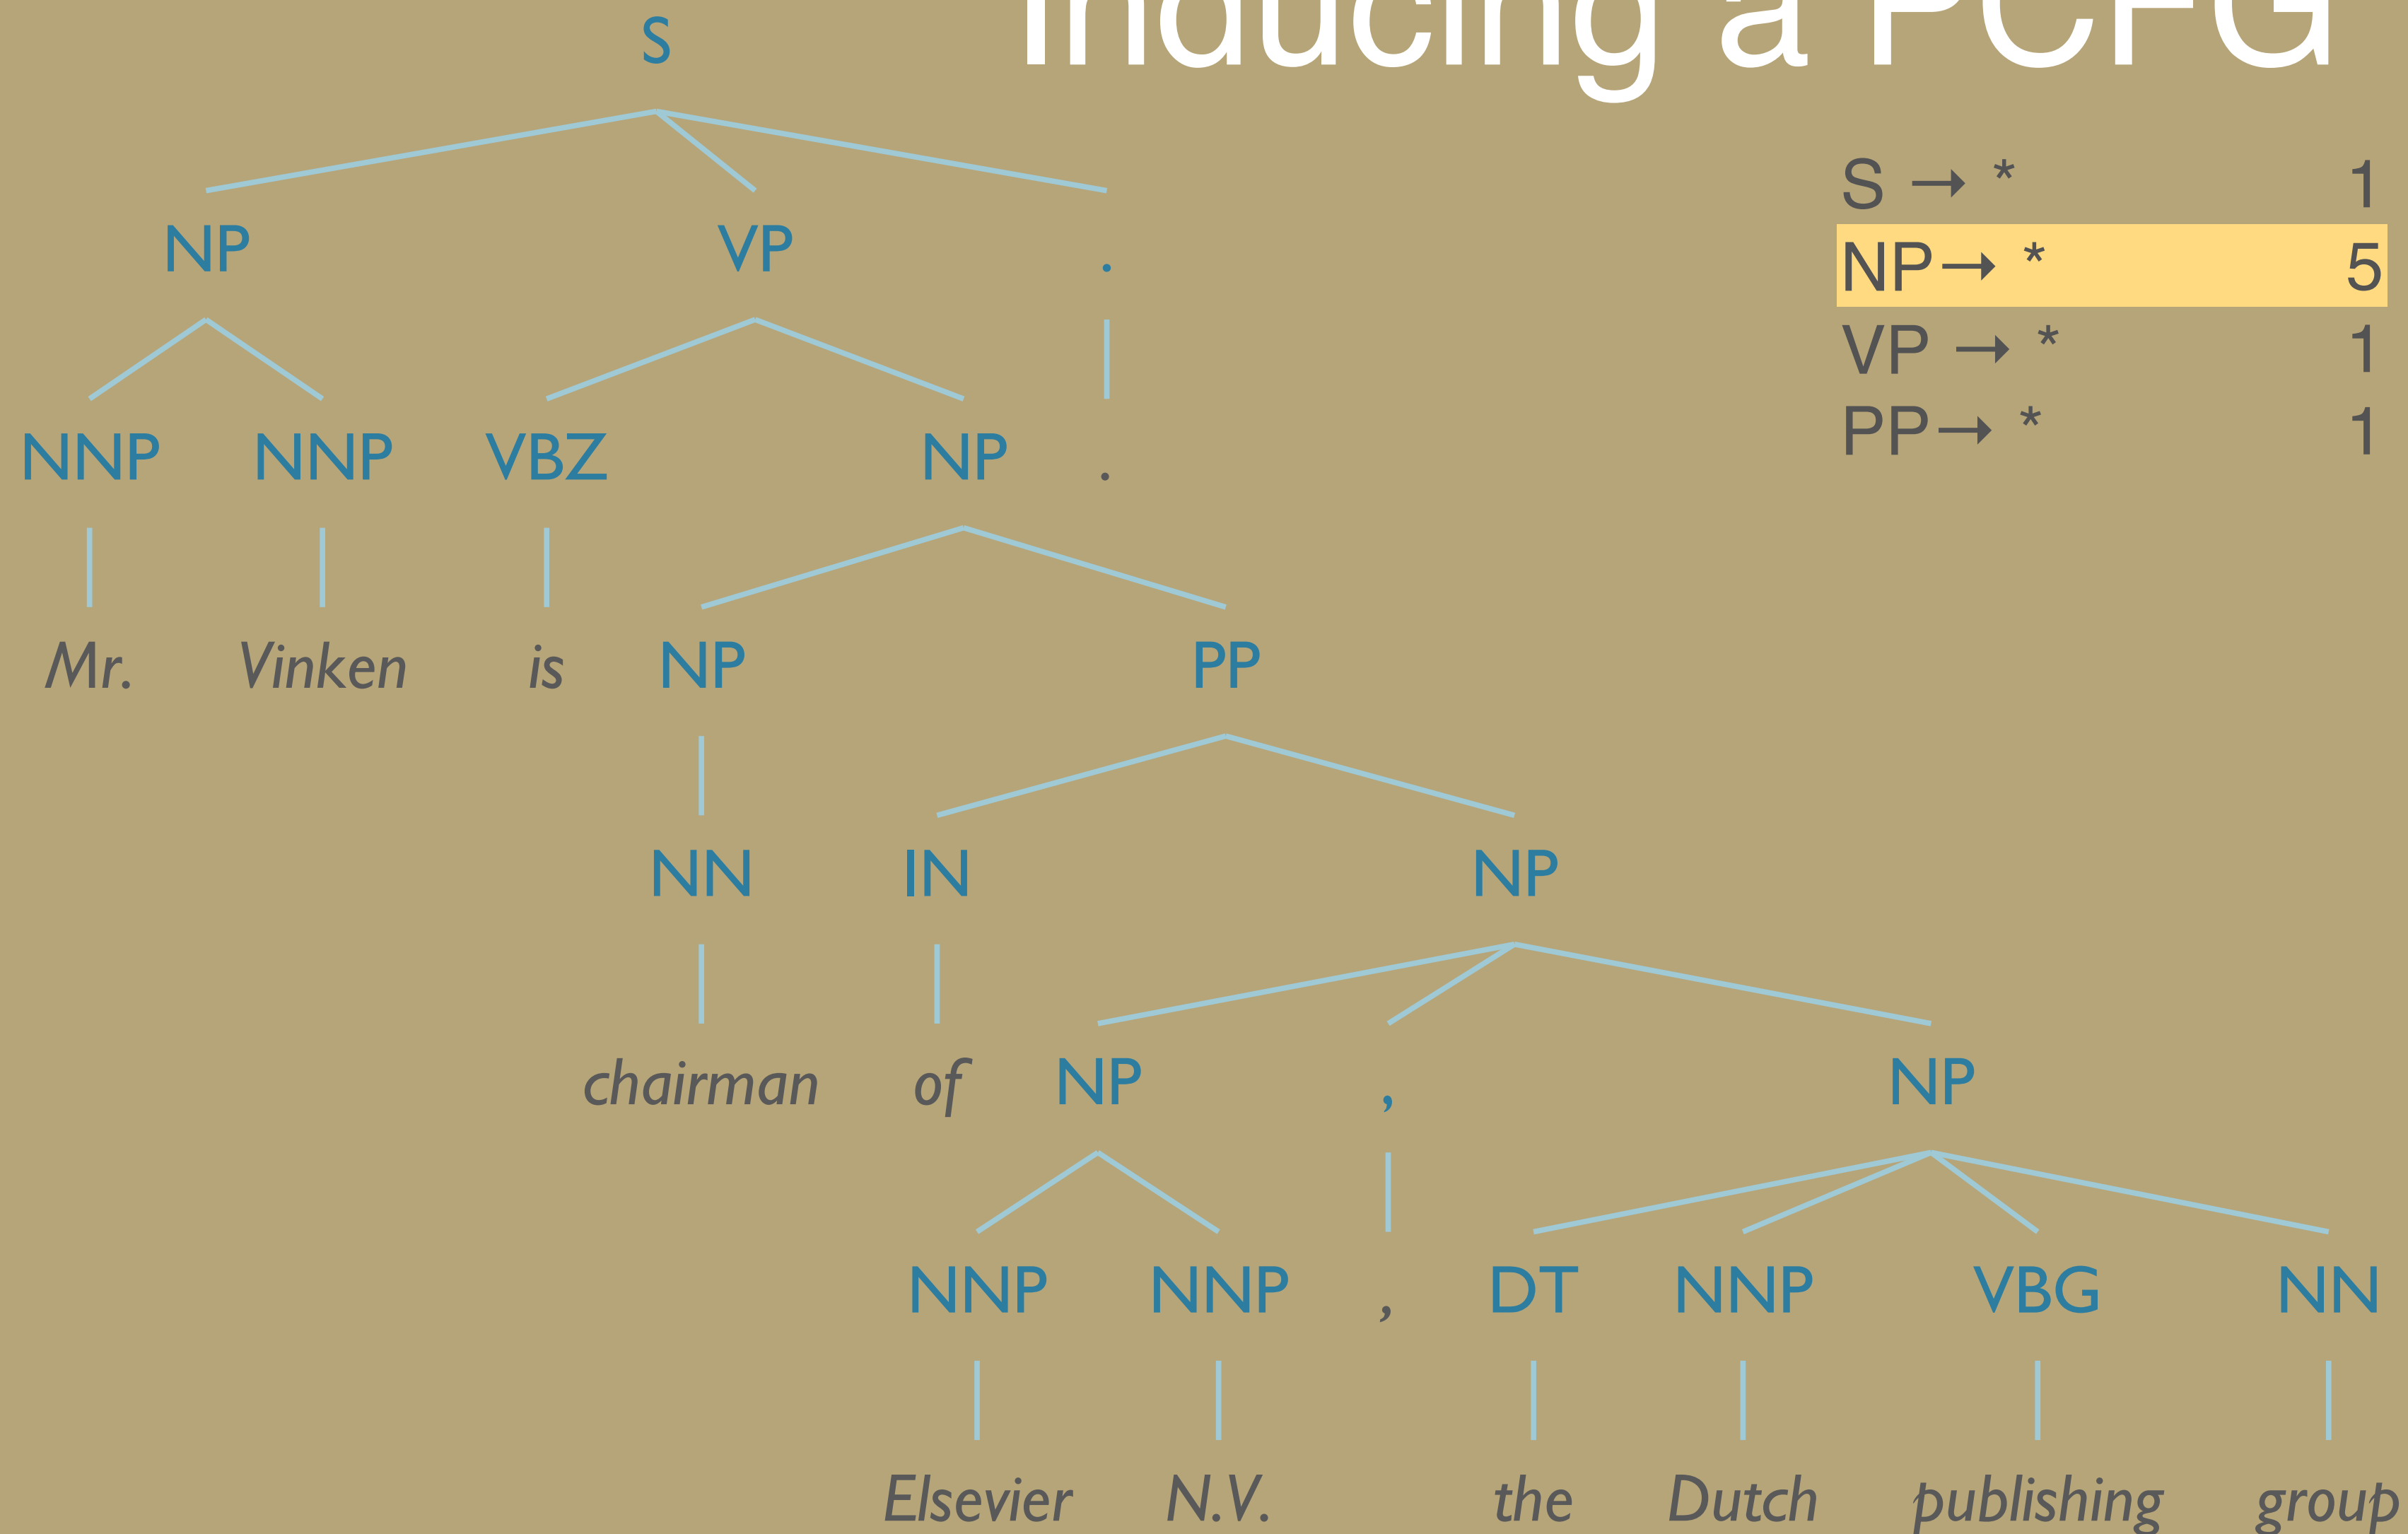 Inducing a PCFG
S
S → * 1
NP → * 5
NP VP .
VP → * 1
PP → * 1
NNP NNP VBZ NP .
Mr. Vinken is NP PP
NN IN NP
chairman of NP , NP
NNP NNP , DT NNP VBG NN
Elsevier N.V. the Dutch publishing group